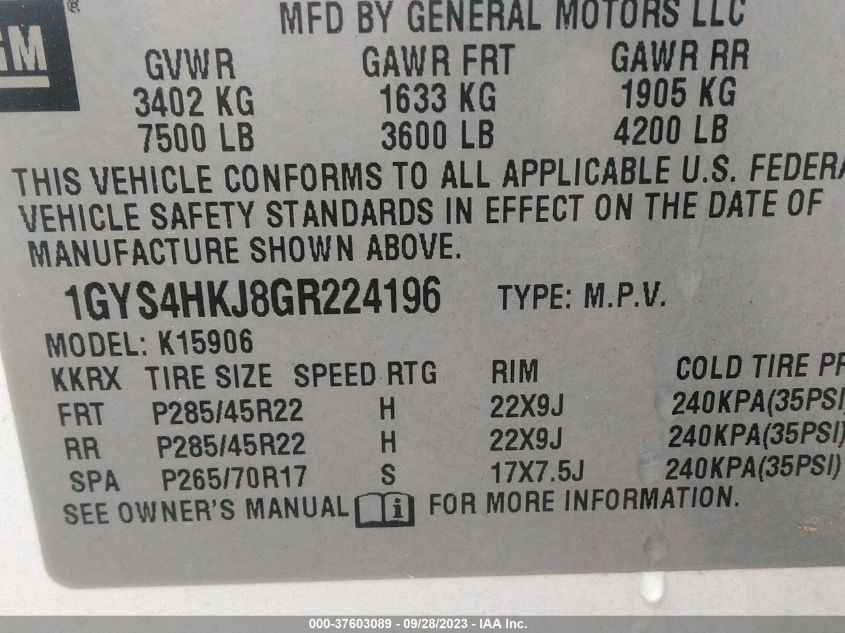 GM ®
MFD BY GENERAL MOTORS LLC
GVWR GAWR FRT GAWR RR
3402 KG 1633 KG 1905 KG
7500 LB 3600 LB 4200 LB
THIS VEHICLE CONFORMS TO ALL APPLICABLE U.S. FEDERA
VEHICLE SAFETY STANDARDS IN EFFECT ON THE DATE OF
MANUFACTURE SHOWN ABOVE.
1GYS4HKJ8GR224196 TYPE: M.P.V.
MODEL: K15906
KKRX TIRE SIZE SPEED RTG RIM COLD TIRE PR
FRT P285/45R22 H 22X9J 240KPA(35PSI)
RR P285/45R22 H 22X9J 240KPA(35PSI)
SPA P265/70R17 S 17X7.5J 240KPA(35PSI)
SEE OWNER'S MANUAL i FOR MORE INFORMATION.
000-37603089 - 09/28/2023 - IAA Inc.